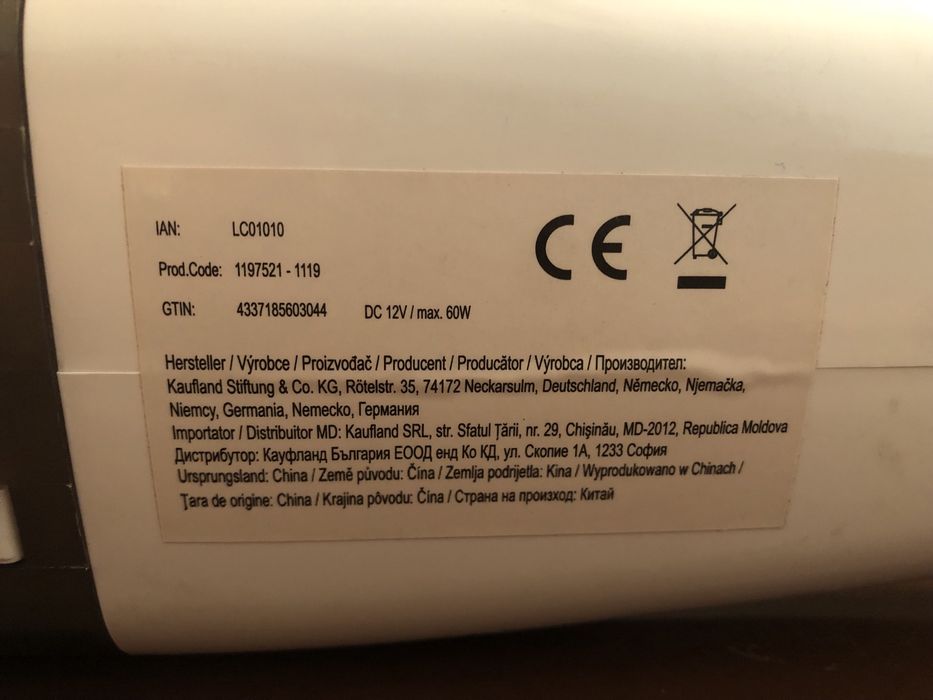 IAN: LC01010
Prod.Code: 1197521 - 1119
GTIN: 4337185603044 DC 12V / max. 60W
CE
Hersteller / Výrobce / Proizvođač / Producent / Producător / Výrobca / Производител:
Kaufland Stiftung & Co. KG, Rötelstr. 35, 74172 Neckarsulm, Deutschland, Německo, Njemačka,
Niemcy, Germania, Nemecko, Германия
Importator / Distribuitor MD: Kaufland SRL, str. Sfatul Țării, nr. 29, Chişinău, MD-2012, Republica Moldova
Дистрибутор: Кауфланд България ЕООД енд Ко КД, ул. Скопие 1А, 1233 София
Ursprungsland: China / Země původu: Čína / Zemlja podrijetla: Kina / Wyprodukowano w Chinach /
Țara de origine: China / Krajina pôvodu: Čína / Страна на произход: Китай